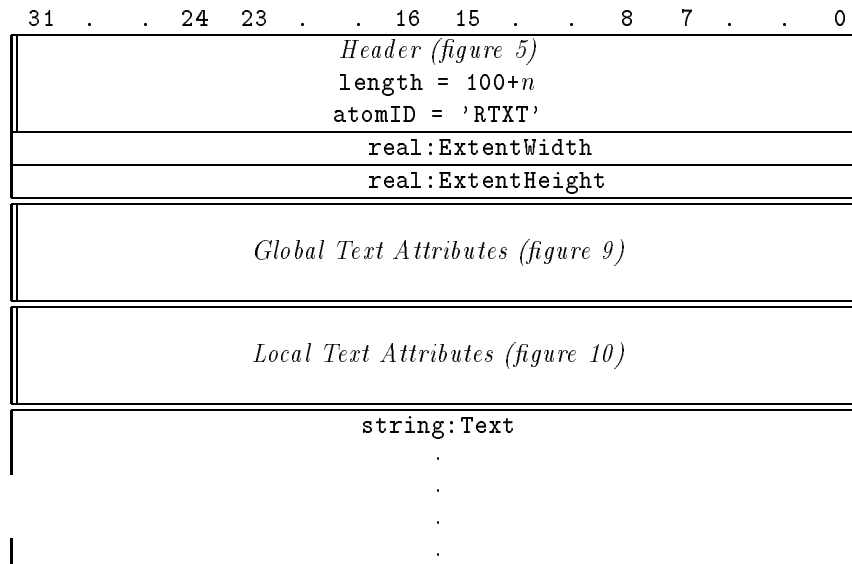 31 . . 24 23 . . 16 15 . . 8 7 . . 0
Header (figure 5)
length = 100+n
atomID = 'RTXT'
real:ExtentWidth
real:ExtentHeight
Global Text Attributes (figure 9)
Local Text Attributes (figure 10)
string:Text
.
.
.
.